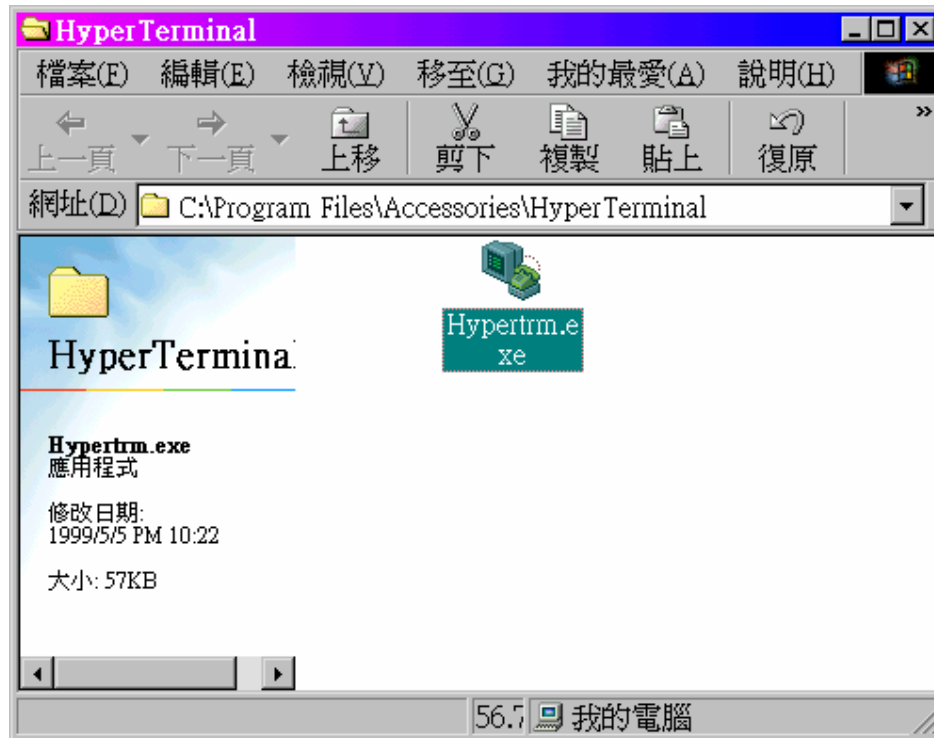 HyperTerminal
檔案(F) 編輯(E) 檢視(V) 移至(G) 我的最愛(A) 說明(H)
上一頁 下一頁 上移 剪下 複製 貼上 復原 »
網址(D) C:\Program Files\Accessories\HyperTerminal
HyperTermina
Hypertrm.e
xe
Hypertrm.exe
應用程式
修改日期:
1999/5/5 PM 10:22
大小: 57KB
56.7 我的電腦